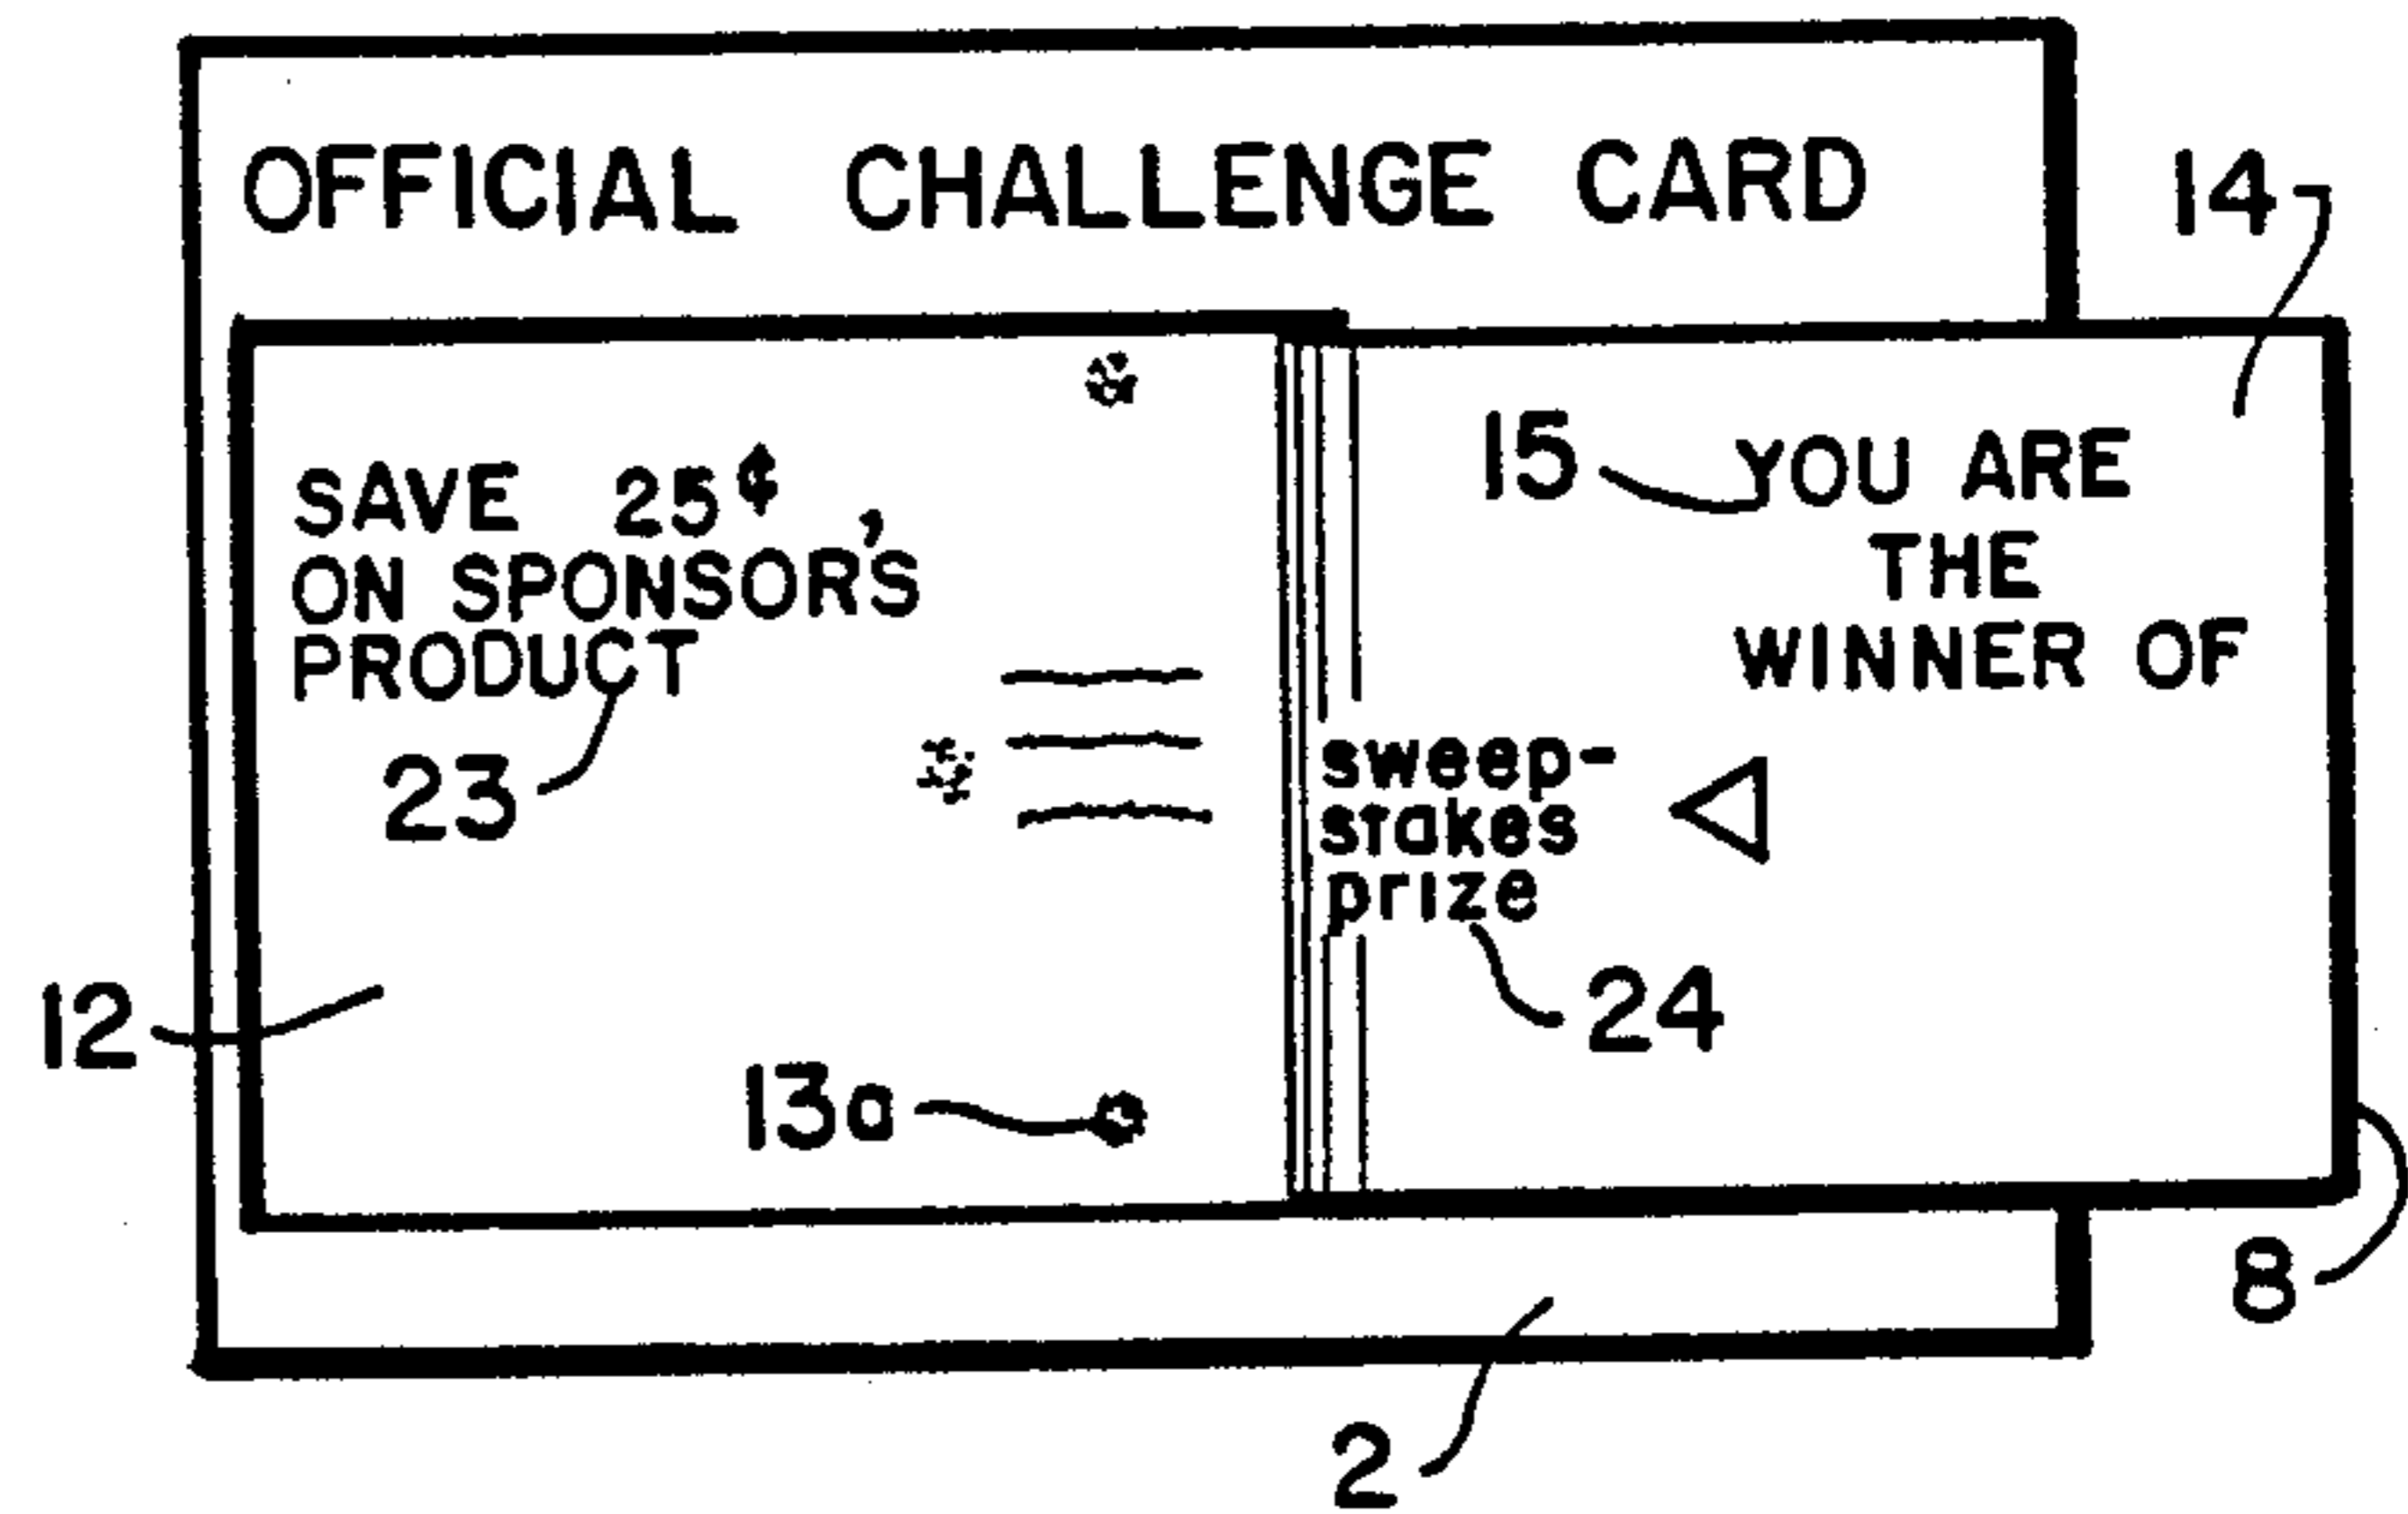 OFFICIAL CHALLENGE CARD
14
15 YOU ARE
THE
WINNER OF
SAVE 25¢
ON SPONSOR'S
PRODUCT
23
sweep-
stakes
prize
24
12
13a
8
2